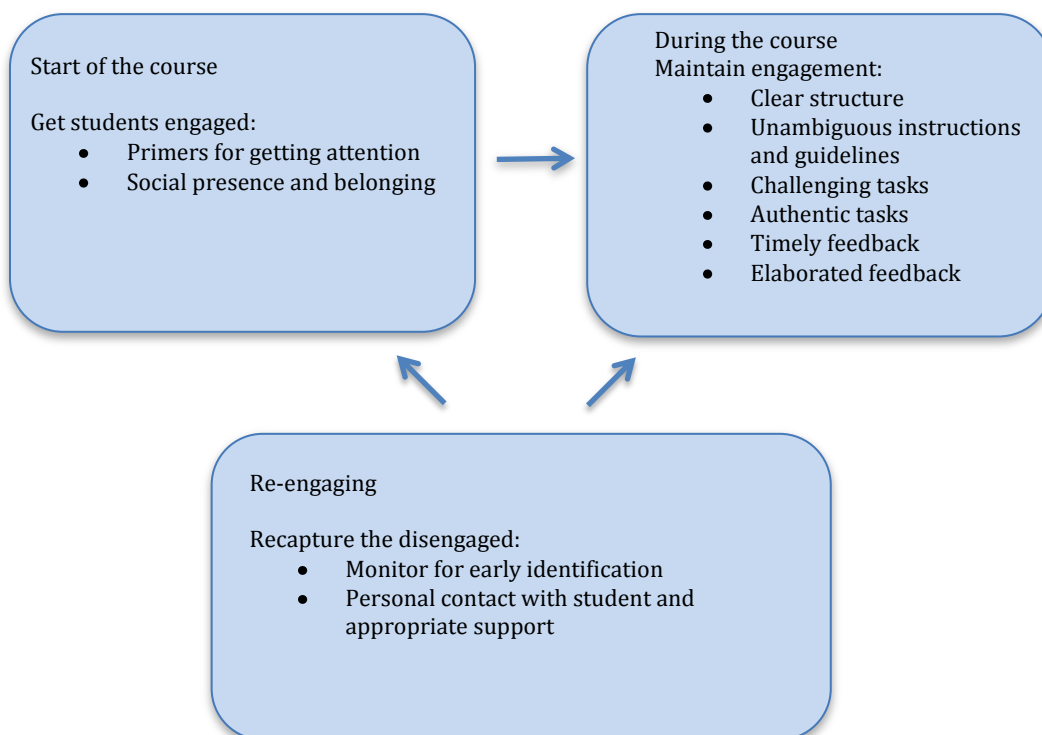 Start of the course
Get students engaged:
• Primers for getting attention
• Social presence and belonging
During the course
Maintain engagement:
• Clear structure
• Unambiguous instructions
and guidelines
• Challenging tasks
• Authentic tasks
• Timely feedback
• Elaborated feedback
Re-engaging
Recapture the disengaged:
• Monitor for early identification
• Personal contact with student and
appropriate support